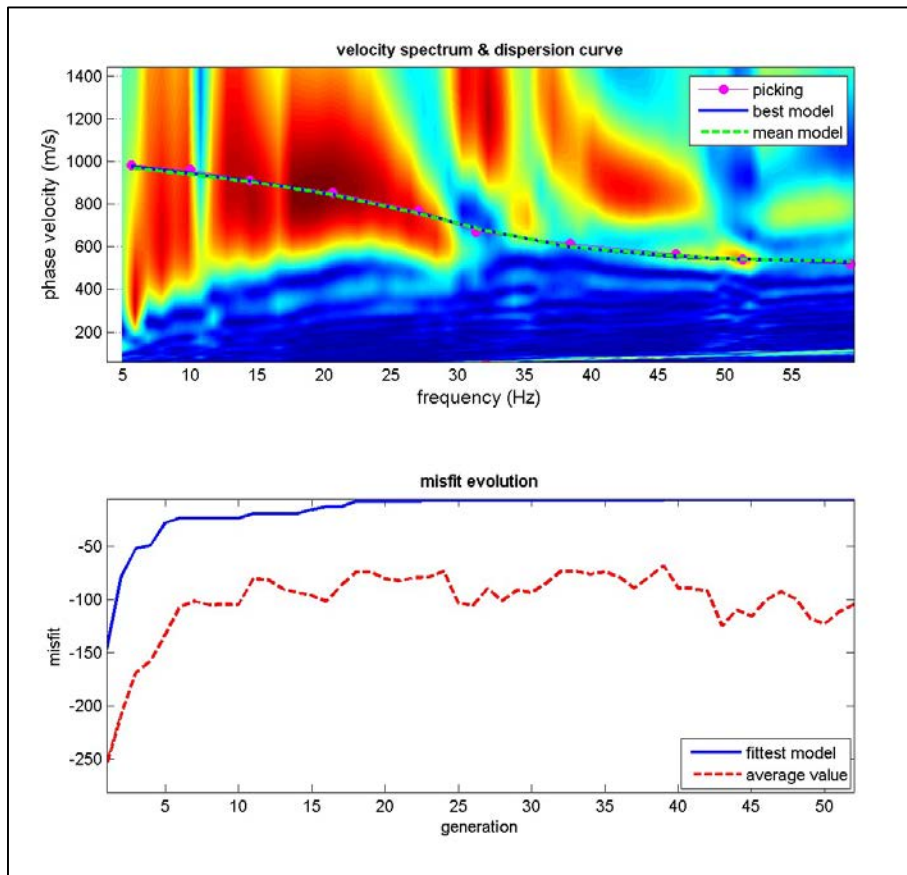 velocity spectrum & dispersion curve
1400
1200
1000
800
600
400
200
phase velocity (m/s)
picking
best model
mean model
5 10 15 20 25 30 35 40 45 50 55
frequency (Hz)
misfit evolution
-50
-100
-150
-200
-250
misfit
fittest model
average value
5 10 15 20 25 30 35 40 45 50
generation